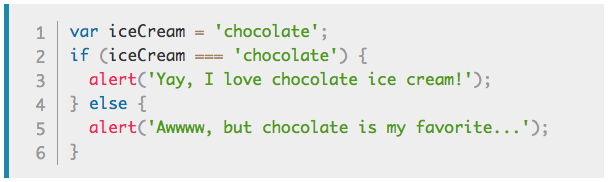 1 var iceCream = 'chocolate';
2 if (iceCream === 'chocolate') {
3   alert('Yay, I love chocolate ice cream!');
4 } else {
5   alert('Awwww, but chocolate is my favorite...');
6 }